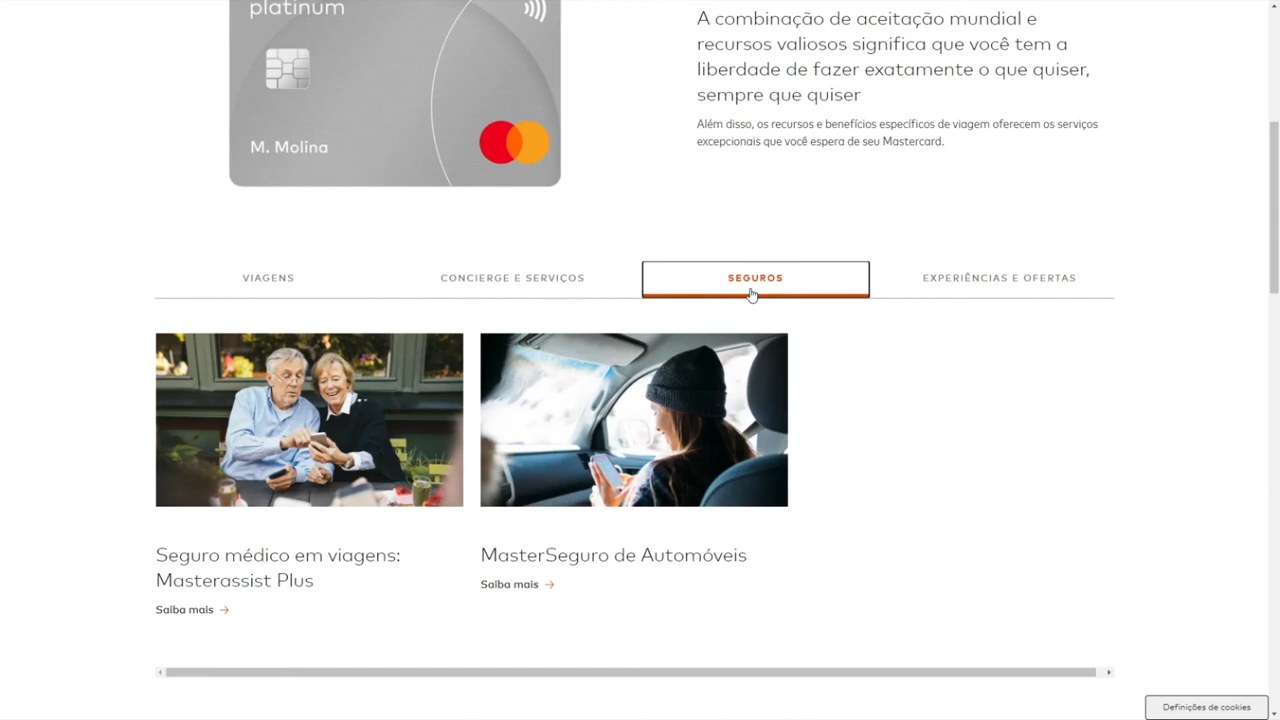 platinum
M. Molina
A combinação de aceitação mundial e
recursos valiosos significa que você tem a
liberdade de fazer exatamente o que quiser,
sempre que quiser
Além disso, os recursos e benefícios específicos de viagem oferecem os serviços
excepcionais que você espera de seu Mastercard.
VIAGENS
CONCIERGE E SERVIÇOS
SEGUROS
EXPERIÊNCIAS E OFERTAS
Seguro médico em viagens:
Masterassist Plus
Saiba mais →
MasterSeguro de Automóveis
Saiba mais →
Definições de cookies